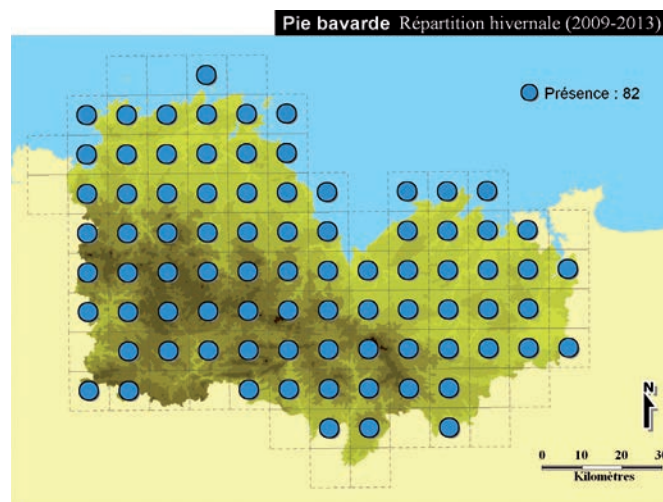 Pie bavarde Répartition hivernale (2009-2013)
Présence : 82
N
0 10 20 30
Kilomètres